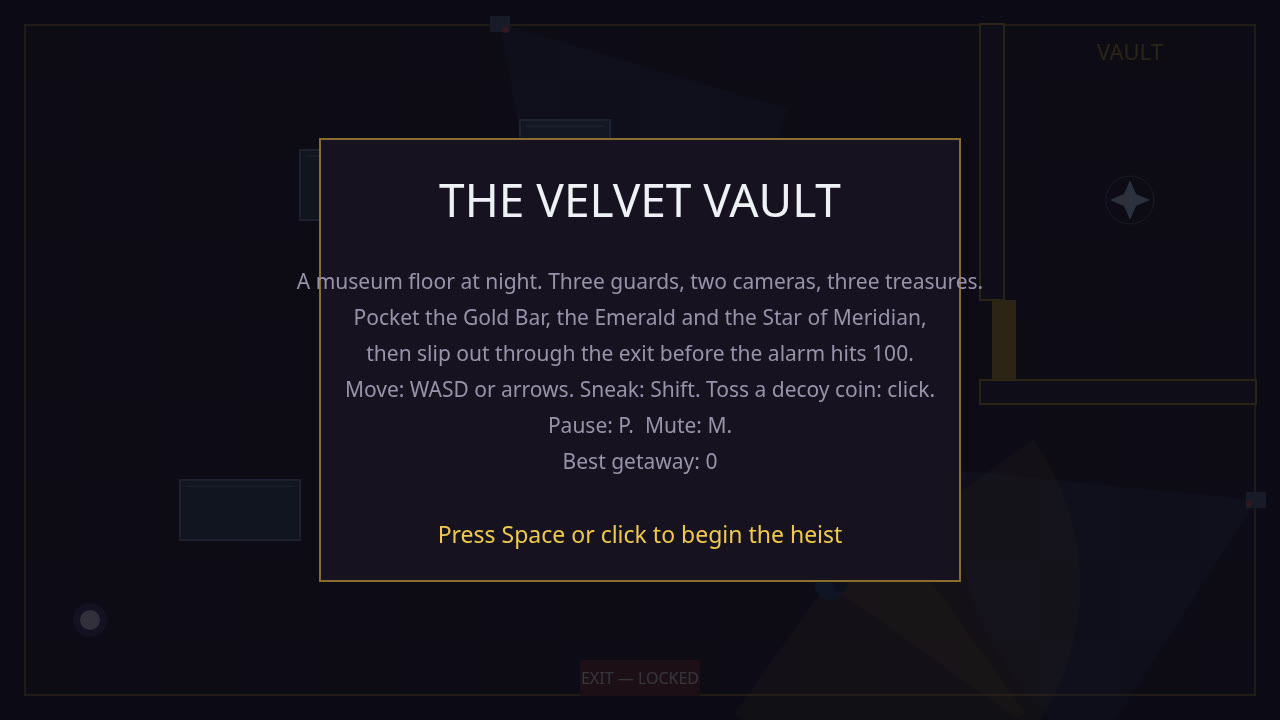 VAULT
THE VELVET VAULT
A museum floor at night. Three guards, two cameras, three treasures.
Pocket the Gold Bar, the Emerald and the Star of Meridian,
then slip out through the exit before the alarm hits 100.
Move: WASD or arrows. Sneak: Shift. Toss a decoy coin: click.
Pause: P.  Mute: M.
Best getaway: 0
Press Space or click to begin the heist
EXIT — LOCKED